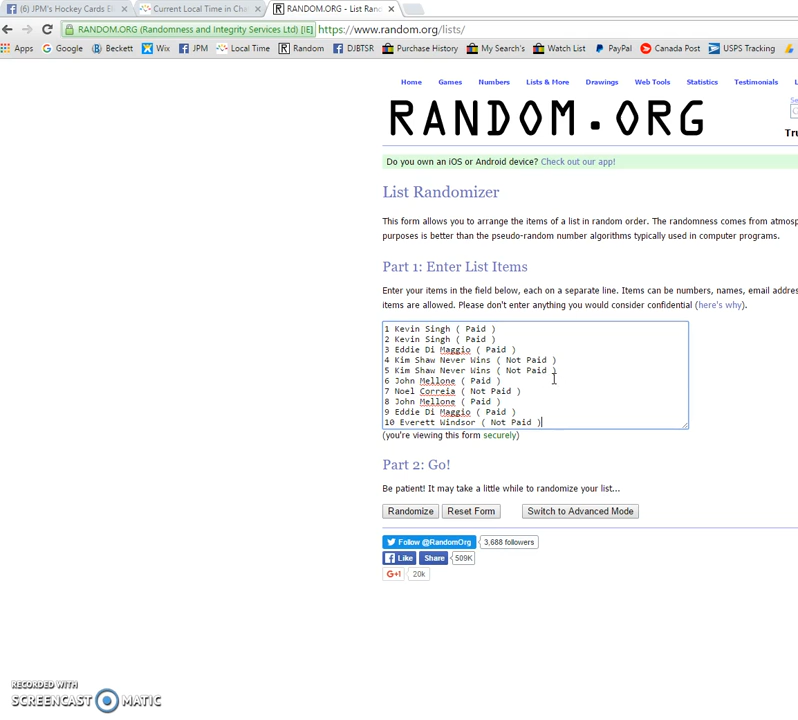 (6) JPM's Hockey Cards
Current Local Time in Cha
RANDOM.ORG - List Ran
RANDOM.ORG (Randomness and Integrity Services Ltd) [IE] https://www.random.org/lists/
Apps Google Beckett Wix JPM Local Time Random DJBTSR Purchase History My Search's Watch List PayPal Canada Post USPS Tracking
Home Games Numbers Lists & More Drawings Web Tools Statistics Testimonials L
RANDOM.ORG
Se
Tru
Do you own an iOS or Android device? Check out our app!
List Randomizer
This form allows you to arrange the items of a list in random order. The randomness comes from atmosp
purposes is better than the pseudo-random number algorithms typically used in computer programs.
Part 1: Enter List Items
Enter your items in the field below, each on a separate line. Items can be numbers, names, email addres
items are allowed. Please don't enter anything you would consider confidential (here's why).
1 Kevin Singh ( Paid )
2 Kevin Singh ( Paid )
3 Eddie Di Maggio ( Paid )
4 Kim Shaw Never Wins ( Not Paid )
5 Kim Shaw Never Wins ( Not Paid )
6 John Mellone ( Paid )
7 Noel Correia ( Not Paid )
8 John Mellone ( Paid )
9 Eddie Di Maggio ( Paid )
10 Everett Windsor ( Not Paid )
(you're viewing this form securely)
Part 2: Go!
Be patient! It may take a little while to randomize your list...
Randomize Reset Form Switch to Advanced Mode
Follow @RandomOrg 3,688 followers
Like Share 509K
G+1 20k
RECORDED WITH
SCREENCAST MATIC